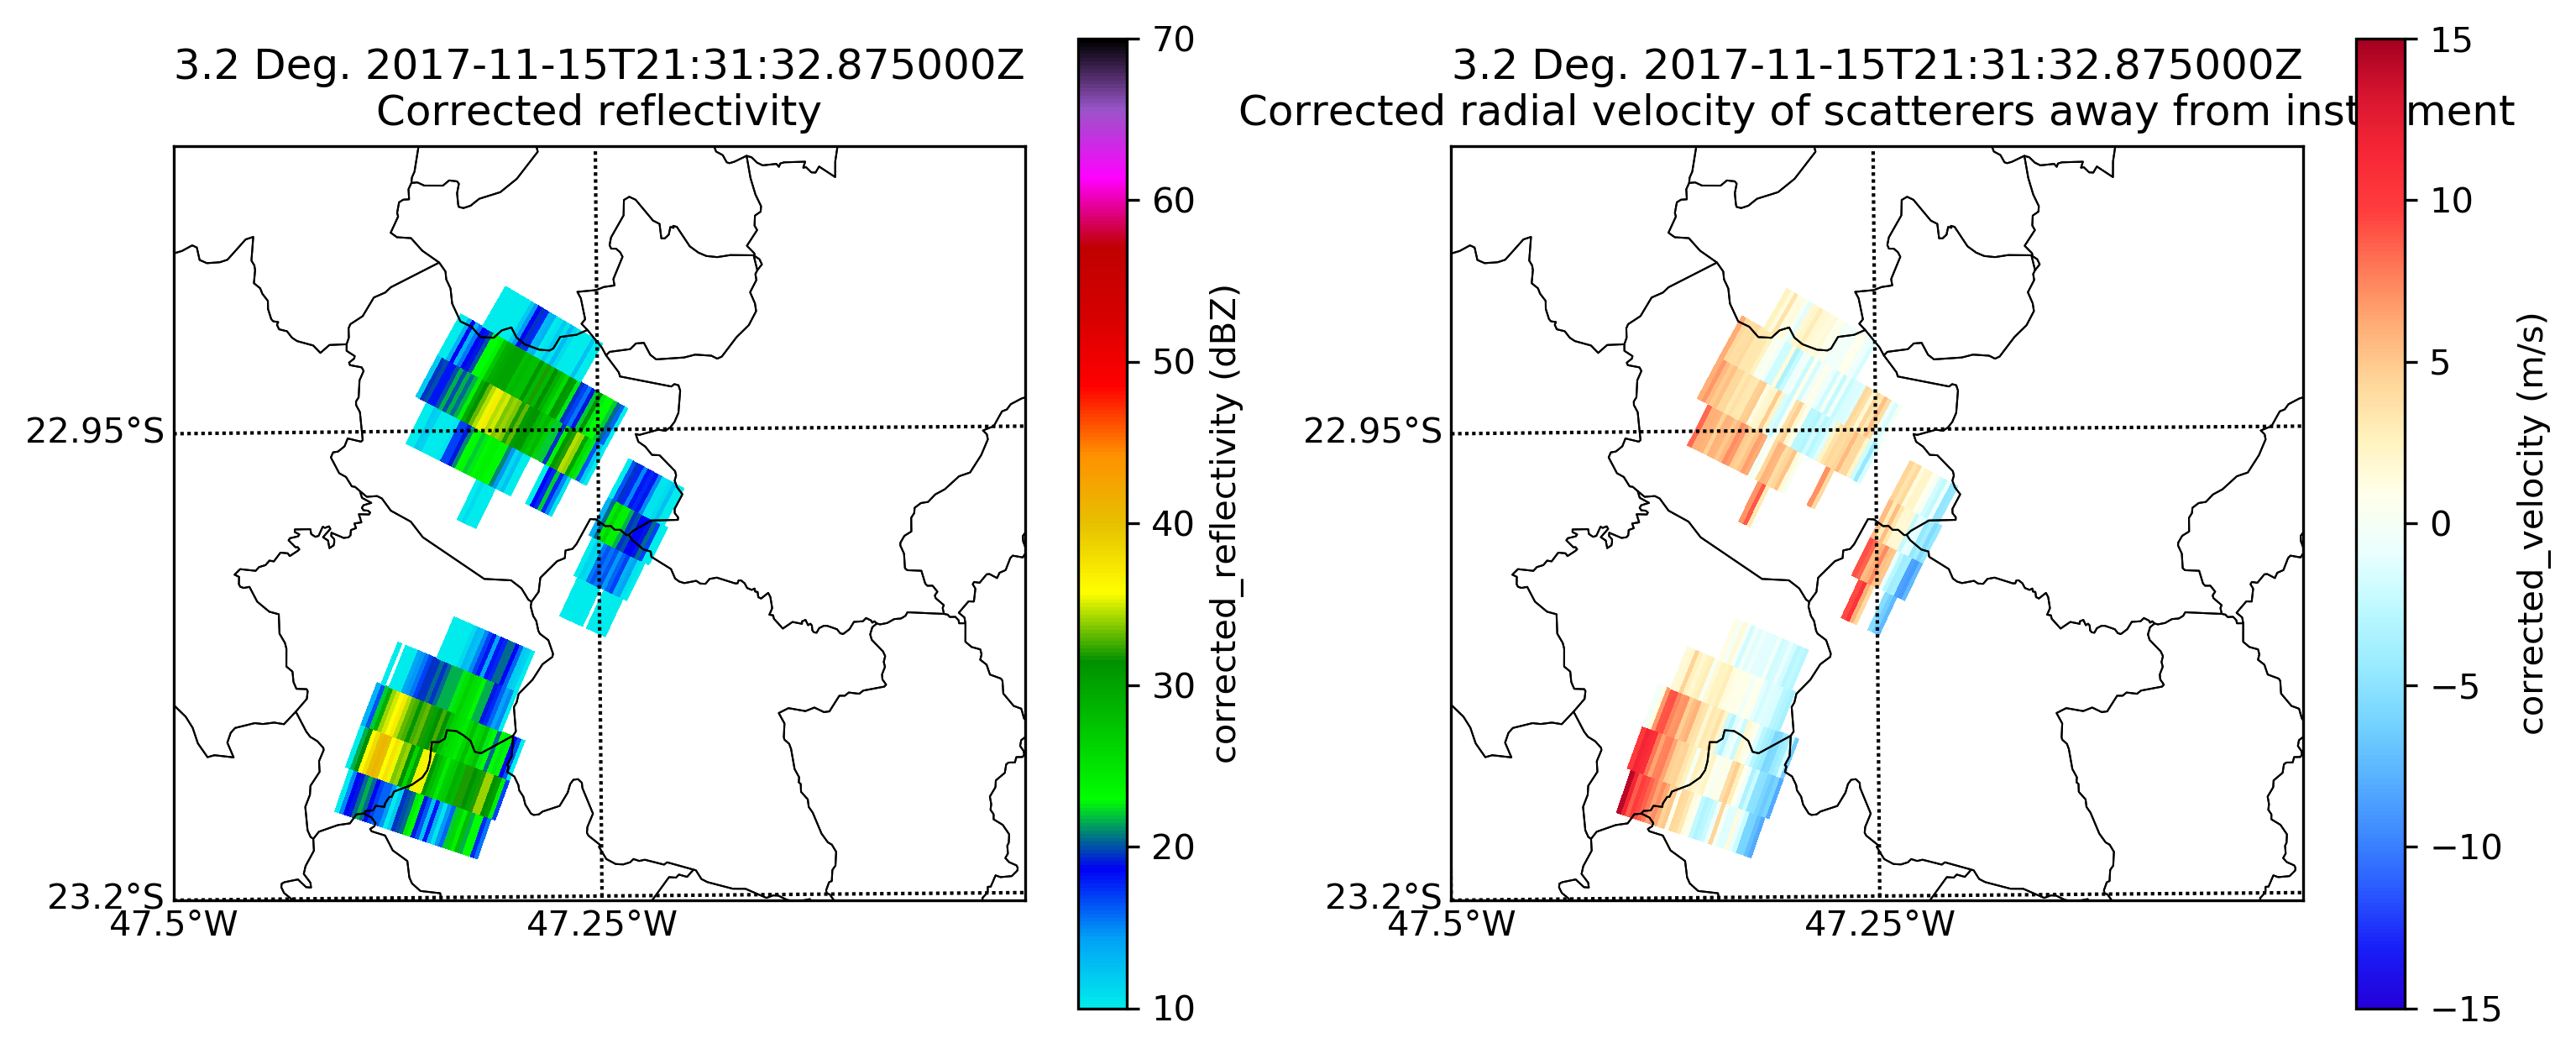 3.2 Deg. 2017-11-15T21:31:32.875000Z
Corrected reflectivity
22.95°S
23.2°S
47.5°W
47.25°W
70
60
50
40
30
20
10
corrected_reflectivity (dBZ)
3.2 Deg. 2017-11-15T21:31:32.875000Z
Corrected radial velocity of scatterers away from inst ment
22.95°S
23.2°S
47.5°W
47.25°W
15
10
5
0
−5
−10
−15
corrected_velocity (m/s)